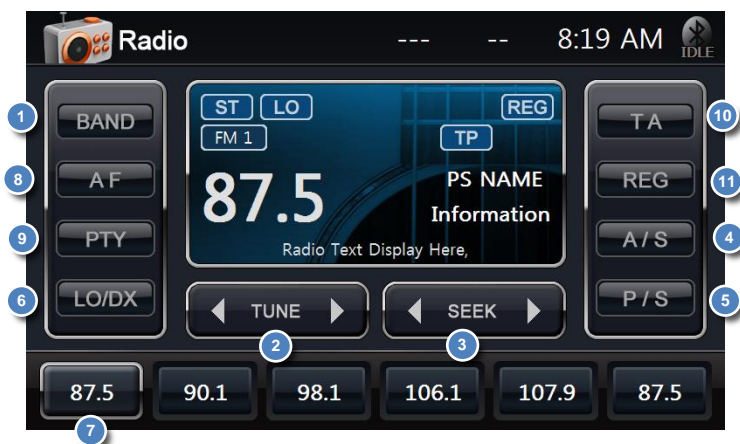 Radio --- -- 8:19 AM IDLE
1 BAND
8 AF
9 PTY
6 LO/DX
ST LO REG
FM 1 TP
87.5 PS NAME
Information
Radio Text Display Here,
TUNE SEEK
2 3
TA 10
REG 11
A/S 4
P/S 5
87.5 90.1 98.1 106.1 107.9 87.5
7